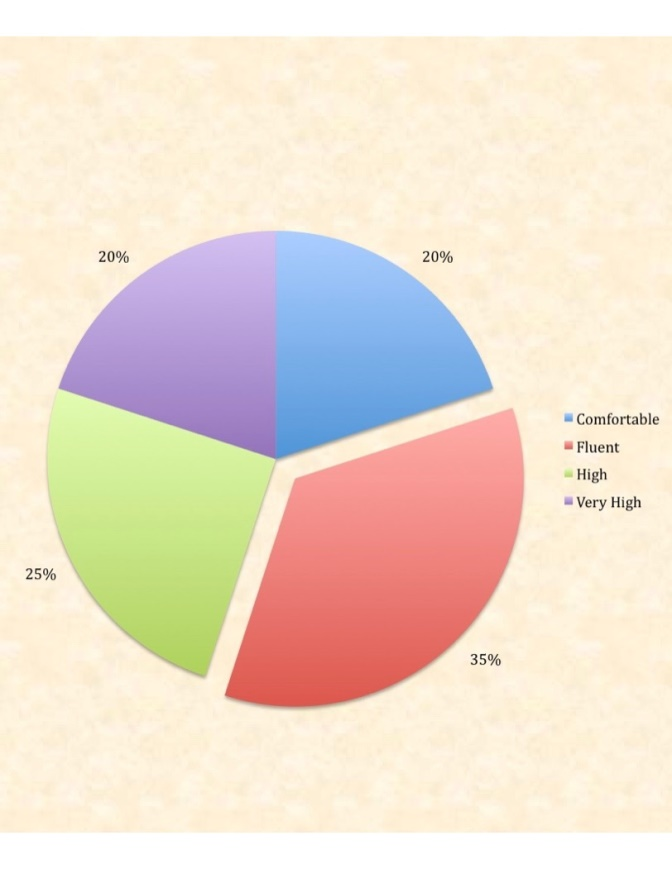 20%
20%
Comfortable
Fluent
High
Very High
25%
35%